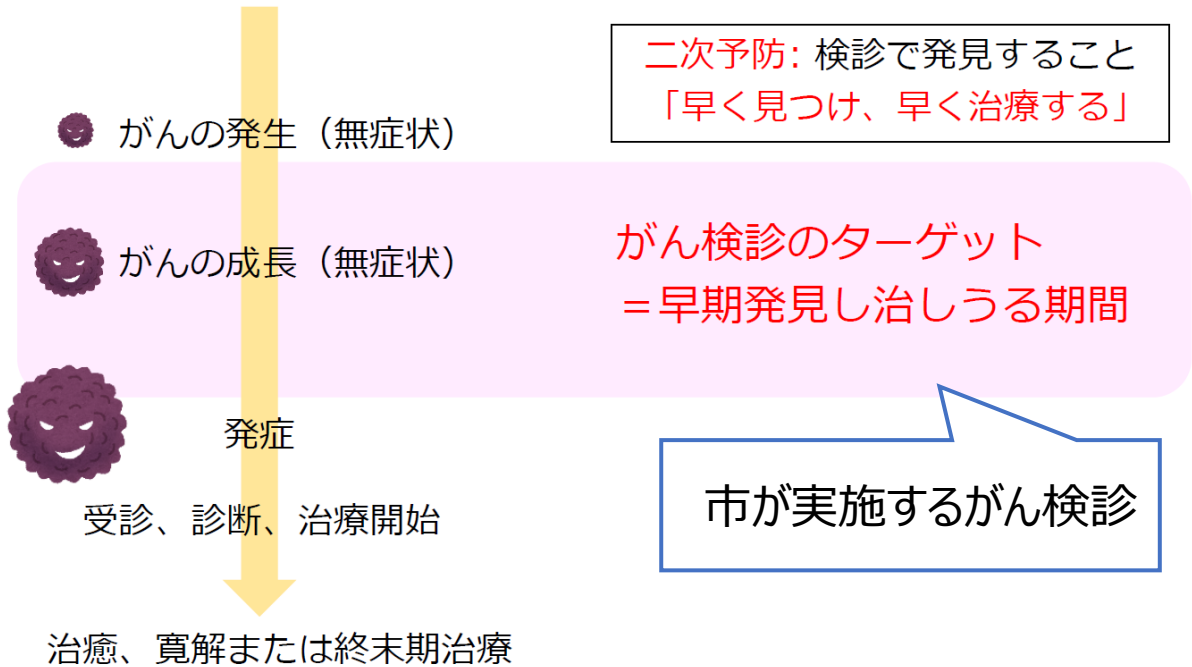 二次予防: 検診で発見すること
「早く見つけ、早く治療する」
がんの発生（無症状）
がんの成長（無症状）
がん検診のターゲット
＝早期発見し治しうる期間
発症
市が実施するがん検診
受診、診断、治療開始
治癒、寛解または終末期治療